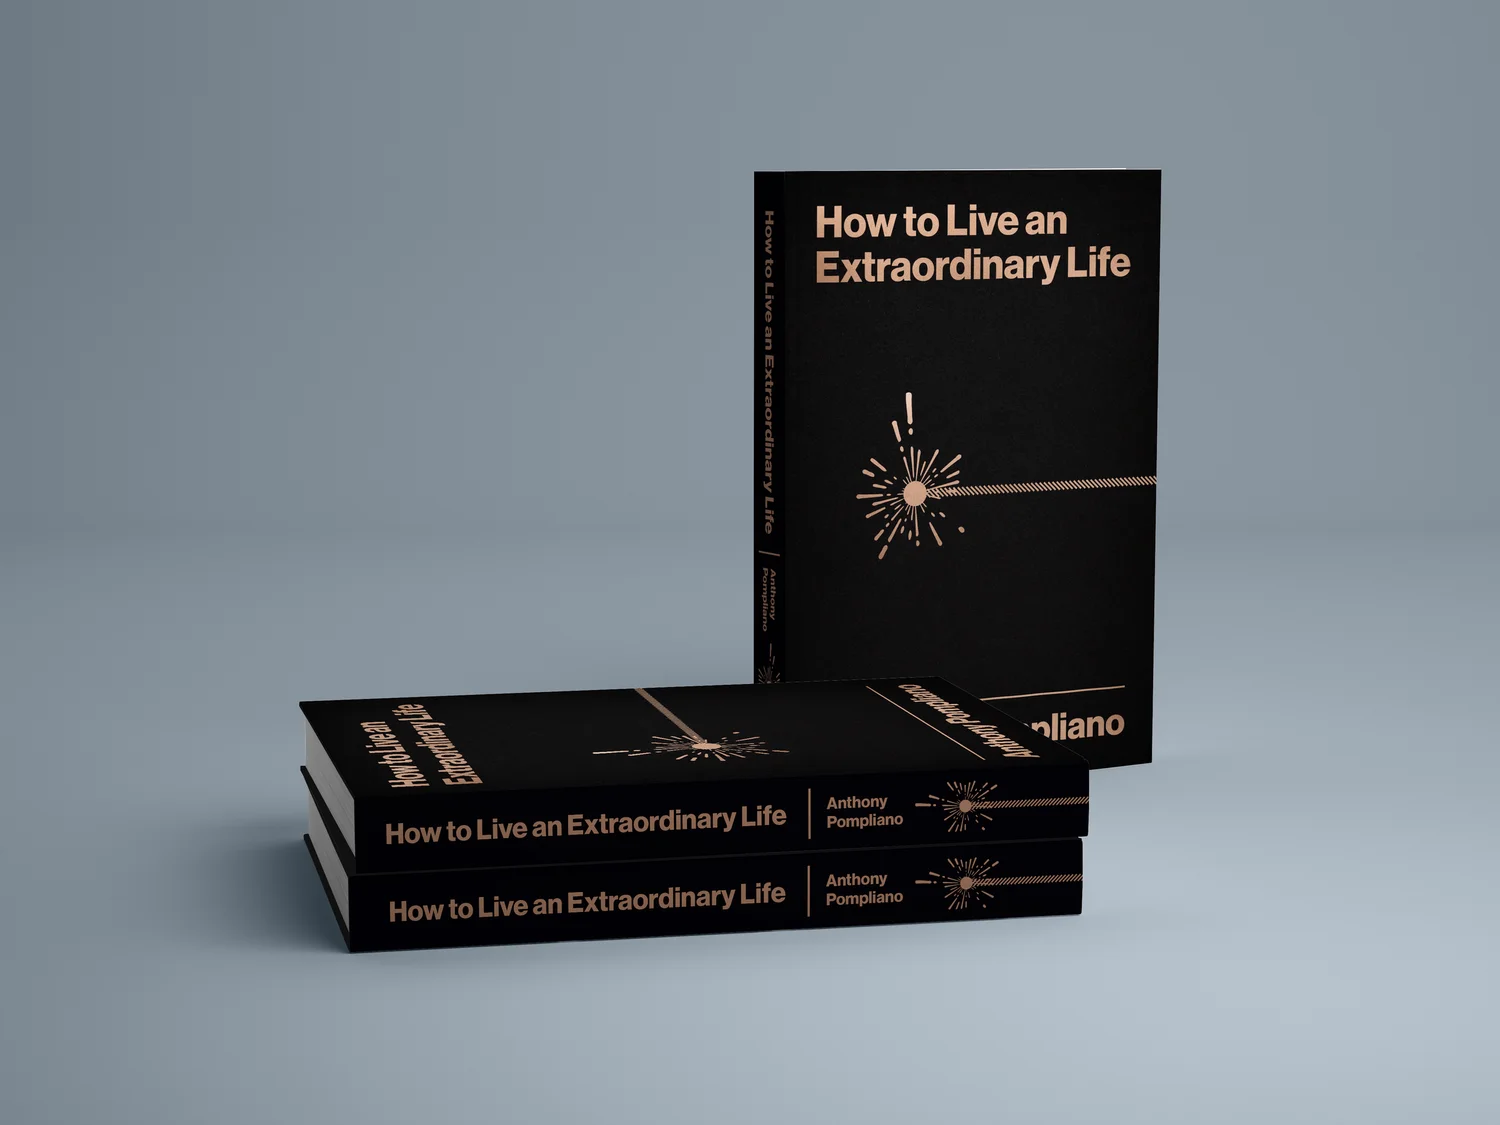 How to Live an
Extraordinary Life
How to Live an Extraordinary Life
Anthony
Pompliano
pliano
How to Live an
Extraordinary Life
Anthony Pompliano
How to Live an Extraordinary Life
Anthony
Pompliano
How to Live an Extraordinary Life
Anthony
Pompliano